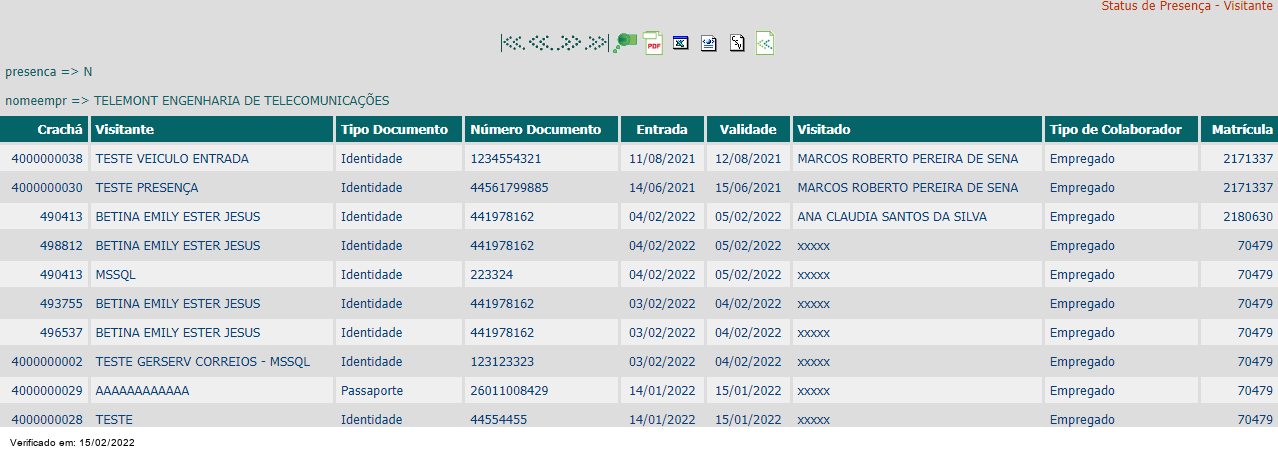 Status de Presença - Visitante
PDF
presenca => N
nomeempr => TELEMONT ENGENHARIA DE TELECOMUNICAÇÕES
Crachá Visitante Tipo Documento Número Documento Entrada Validade Visitado Tipo de Colaborador Matrícula
4000000038 TESTE VEICULO ENTRADA Identidade 1234554321 11/08/2021 12/08/2021 MARCOS ROBERTO PEREIRA DE SENA Empregado 2171337
4000000030 TESTE PRESENÇA Identidade 44561799885 14/06/2021 15/06/2021 MARCOS ROBERTO PEREIRA DE SENA Empregado 2171337
490413 BETINA EMILY ESTER JESUS Identidade 441978162 04/02/2022 05/02/2022 ANA CLAUDIA SANTOS DA SILVA Empregado 2180630
498812 BETINA EMILY ESTER JESUS Identidade 441978162 04/02/2022 05/02/2022 xxxxx Empregado 70479
490413 MSSQL Identidade 223324 04/02/2022 05/02/2022 xxxxx Empregado 70479
493755 BETINA EMILY ESTER JESUS Identidade 441978162 03/02/2022 04/02/2022 xxxxx Empregado 70479
496537 BETINA EMILY ESTER JESUS Identidade 441978162 03/02/2022 04/02/2022 xxxxx Empregado 70479
4000000002 TESTE GERSERV CORREIOS - MSSQL Identidade 123123323 03/02/2022 04/02/2022 xxxxx Empregado 70479
4000000029 AAAAAAAAAAAA Passaporte 26011008429 14/01/2022 15/01/2022 xxxxx Empregado 70479
4000000028 TESTE Identidade 44554455 14/01/2022 15/01/2022 xxxxx Empregado 70479
Verificado em: 15/02/2022